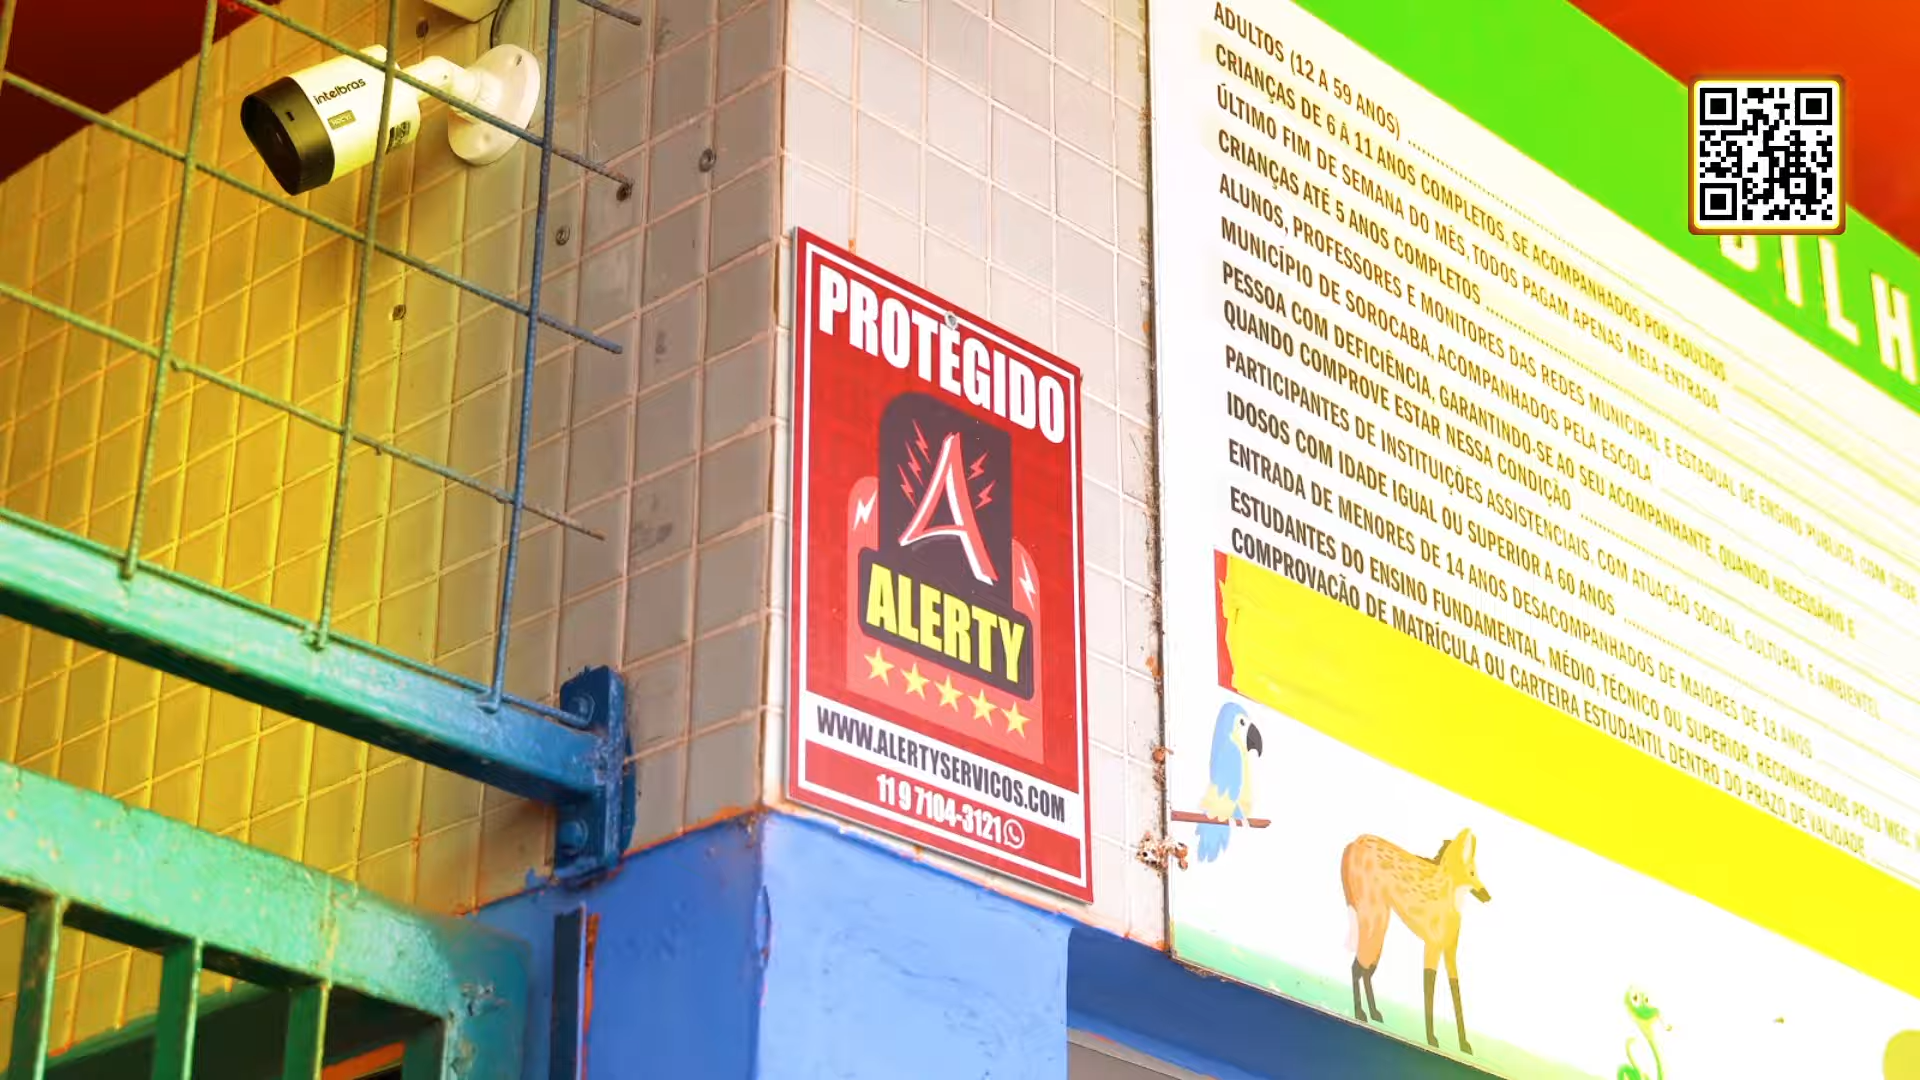 intelbras
PROTEGIDO
A
ALERTY
WWW.ALERTYSERVICOS.COM
11 9 7104-3121
ADULTOS (12 A 59 ANOS)
CRIANÇAS DE 6 À 11 ANOS COMPLETOS, SE ACOMPANHADOS POR ADULTOS
ÚLTIMO FIM DE SEMANA DO MÊS, TODOS PAGAM APENAS MEIA-ENTRADA
CRIANÇAS ATÉ 5 ANOS COMPLETOS
ALUNOS, PROFESSORES E MONITORES DAS REDES MUNICIPAL E ESTADUAL DE ENSINO PÚBLICO, COM SEDE
MUNICÍPIO DE SOROCABA, ACOMPANHADOS PELA ESCOLA
PESSOA COM DEFICIÊNCIA, GARANTINDO-SE AO SEU ACOMPANHANTE, QUANDO NECESSÁRIO E
QUANDO COMPROVE ESTAR NESSA CONDIÇÃO
PARTICIPANTES DE INSTITUIÇÕES ASSISTENCIAIS, COM ATUAÇÃO SOCIAL, CULTURAL E AMBIENTES
IDOSOS COM IDADE IGUAL OU SUPERIOR A 60 ANOS
ENTRADA DE MENORES DE 14 ANOS DESACOMPANHADOS DE MAIORES DE 18 ANOS
ESTUDANTES DO ENSINO FUNDAMENTAL, MÉDIO, TÉCNICO OU SUPERIOR, RECONHECIDOS PELO MEC
COMPROVAÇÃO DE MATRÍCULA OU CARTEIRA ESTUDANTIL DENTRO DO PRAZO DE VALIDADE